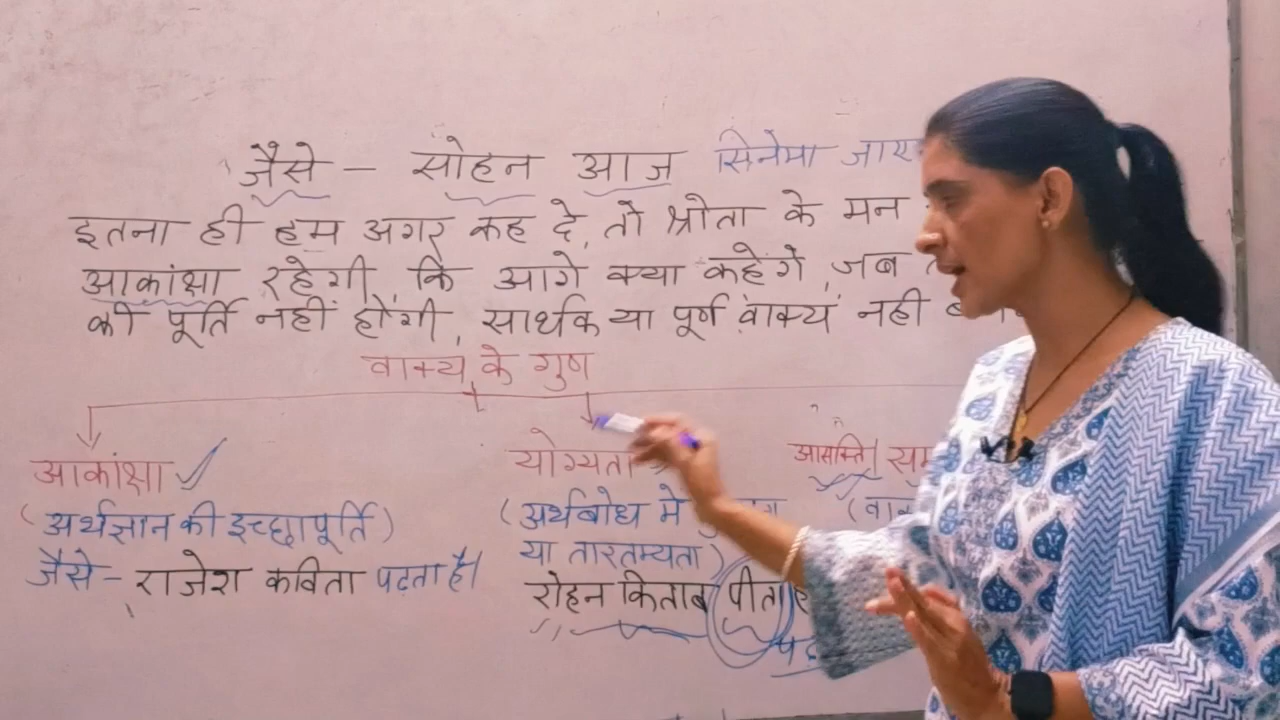 जैसे - सोहन आज सिनेमा
इतना ही हम अगर कह दे, तो श्रोता के मन
आकांक्षा रहेगी, कि आगे क्या कहेंगे, जब
की पूर्ति नहीं होंगी, सार्थक या पूर्ण वाक्य नही
वाक्य के गुण
आकांक्षा योग्यता आसक्ति
(अर्थज्ञान की इच्छापूर्ति) (अर्थबोध मे
जैसे - राजेश कविता पढ़ता है। या तारतम्यता)
रोहन किताब पीता